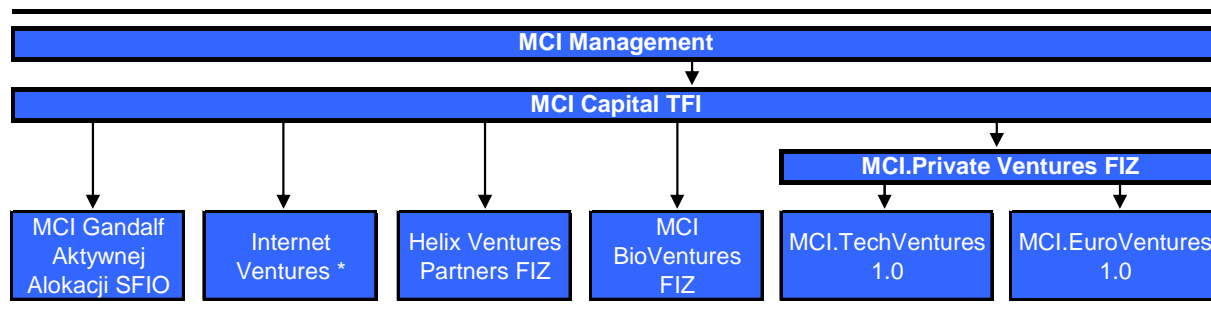 MCI Management
MCI Capital TFI
MCI.Private Ventures FIZ
MCI Gandalf
Aktywnej
Alokacji SFIO
Internet
Ventures *
Helix Ventures
Partners FIZ
MCI
BioVentures
FIZ
MCI.TechVentures
1.0
MCI.EuroVentures
1.0